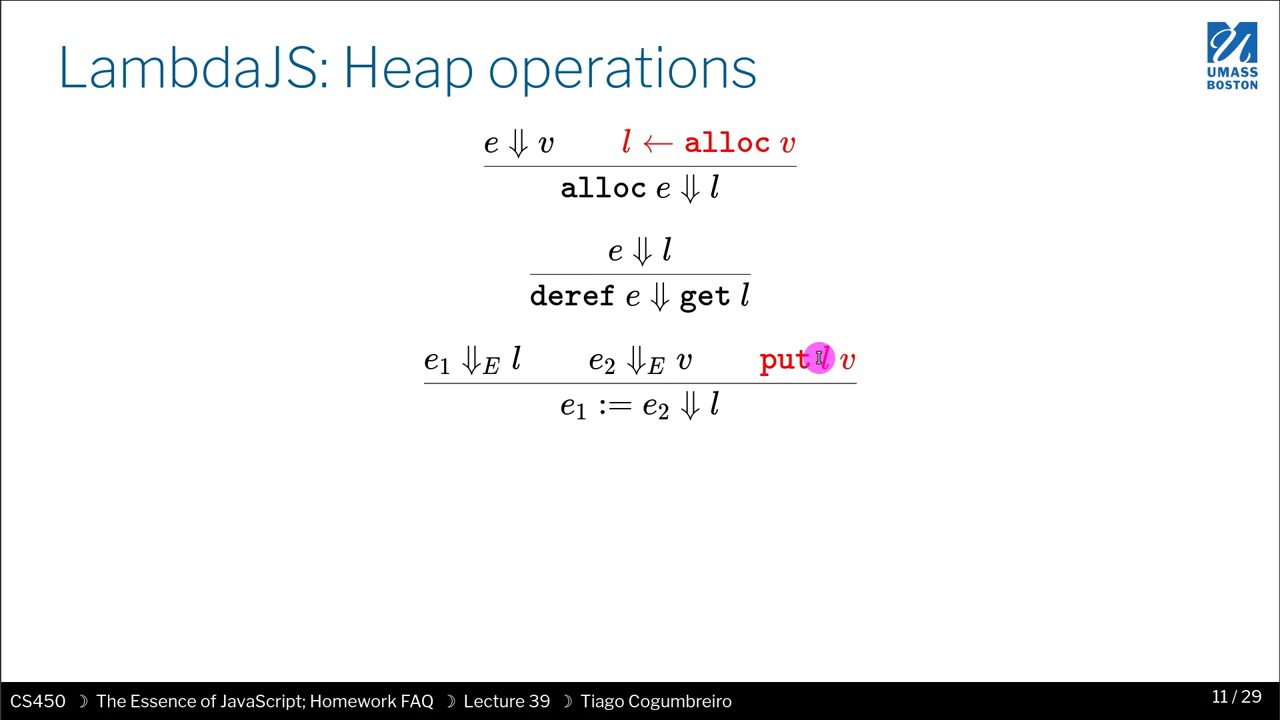 LambdaJS: Heap operations
UMASS
BOSTON
e ⇓ v    l ← alloc v
alloc e ⇓ l
e ⇓ l
deref e ⇓ get l
e₁ ⇓_E l    e₂ ⇓_E v    put l v
e₁ := e₂ ⇓ l
CS450 ☽ The Essence of JavaScript; Homework FAQ ☽ Lecture 39 ☽ Tiago Cogumbreiro
11 / 29